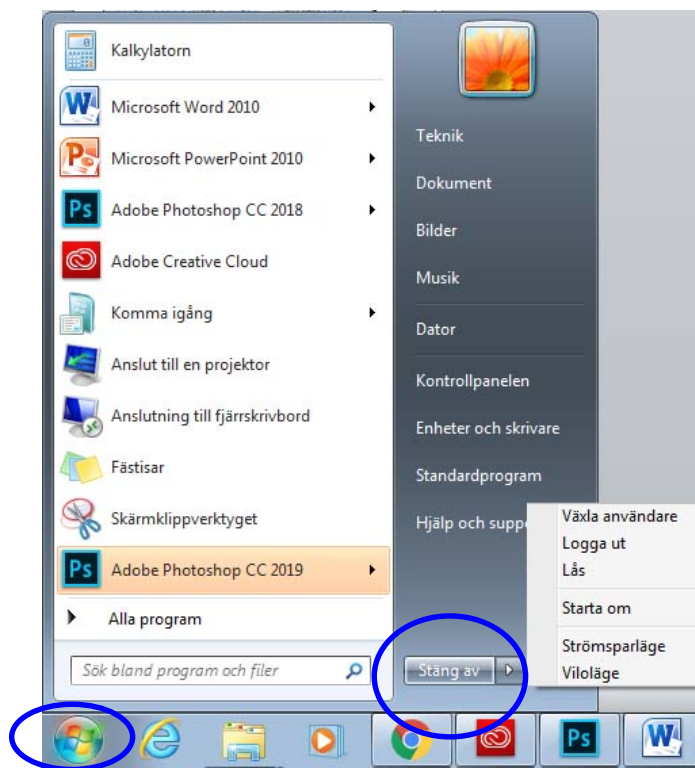 Kalkylatorn
Microsoft Word 2010
Microsoft PowerPoint 2010
Adobe Photoshop CC 2018
Adobe Creative Cloud
Komma igång
Anslut till en projektor
Anslutning till fjärrskrivbord
Fästisar
Skärmklippverktyget
Adobe Photoshop CC 2019
Alla program
Sök bland program och filer
Teknik
Dokument
Bilder
Musik
Dator
Kontrollpanelen
Enheter och skrivare
Standardprogram
Hjälp och supp
Stäng av
Växla användare
Logga ut
Lås
Starta om
Strömsparläge
Viloläge
Ps
W